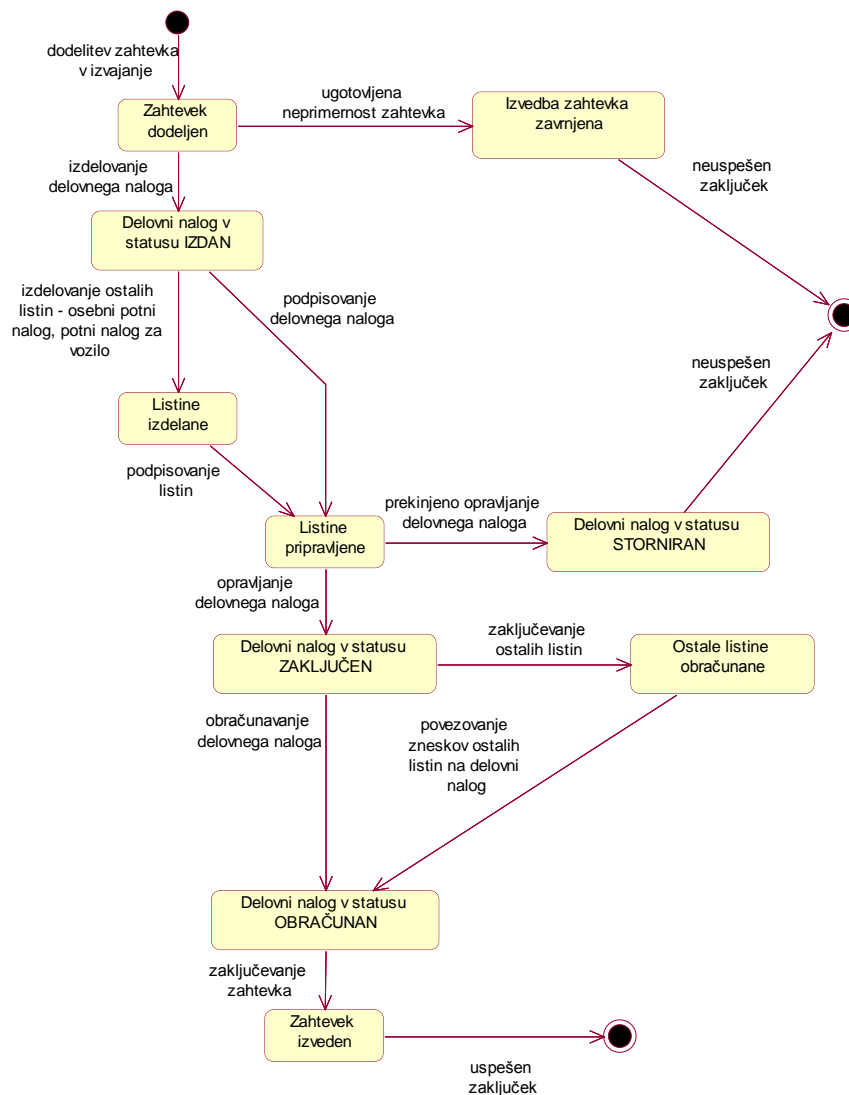 dodelitev zahtevka
v izvajanje
Zahtevek
dodeljen
ugotovljena
neprimernost zahtevka
Izvedba zahtevka
zavrnjena
neuspešen
zaključek
izdelovanje
delovnega naloga
Delovni nalog v
statusu IZDAN
izdelovanje ostalih
listin - osebni potni
nalog, potni nalog za
vozilo
podpisovanje
delovnega naloga
neuspešen
zaključek
Listine
izdelane
podpisovanje
listin
Listine
pripravljene
prekinjeno opravljanje
delovnega naloga
Delovni nalog v statusu
STORNIRAN
opravljanje
delovnega naloga
Delovni nalog v statusu
ZAKLJUČEN
zaključevanje
ostalih listin
Ostale listine
obračunane
obračunavanje
delovnega naloga
povezovanje
zneskov ostalih
listin na delovni
nalog
Delovni nalog v statusu
OBRAČUNAN
zaključevanje
zahtevka
Zahtevek
izveden
uspešen
zaključek